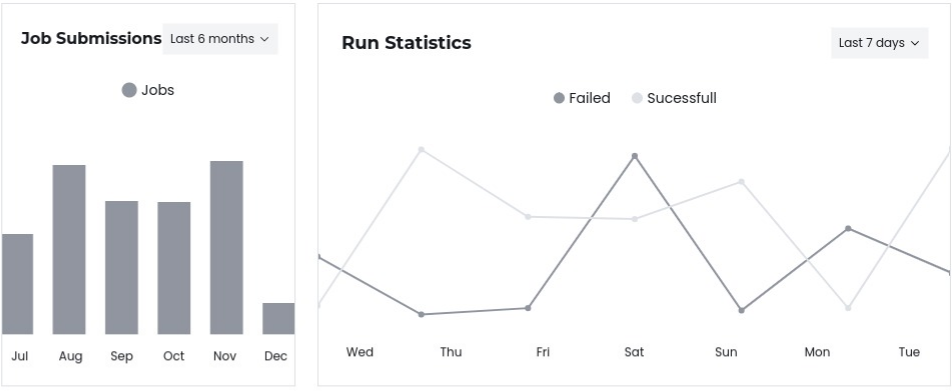 Job Submissions
Last 6 months
Jobs
Jul Aug Sep Oct Nov Dec
Run Statistics
Last 7 days
Failed Sucessfull
Wed Thu Fri Sat Sun Mon Tue